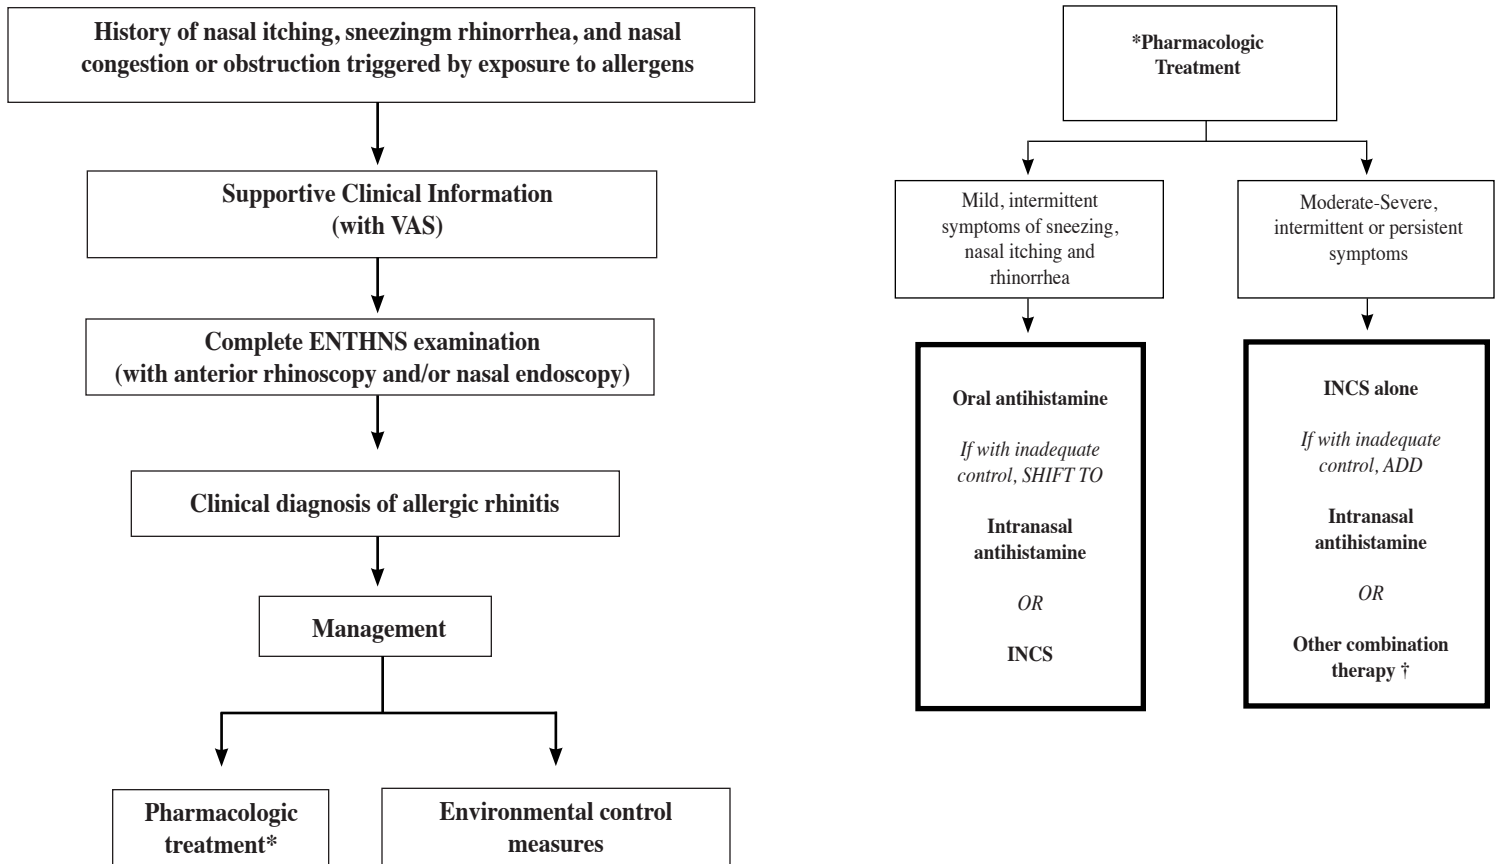 History of nasal itching, sneezingm rhinorrhea, and nasal
congestion or obstruction triggered by exposure to allergens
Supportive Clinical Information
(with VAS)
Complete ENTHNS examination
(with anterior rhinoscopy and/or nasal endoscopy)
Clinical diagnosis of allergic rhinitis
Management
Pharmacologic
treatment*
Environmental control
measures
*Pharmacologic
Treatment
Mild, intermittent
symptoms of sneezing,
nasal itching and
rhinorrhea
Oral antihistamine
If with inadequate
control, SHIFT TO
Intranasal
antihistamine
OR
INCS
Moderate-Severe,
intermittent or persistent
symptoms
INCS alone
If with inadequate
control, ADD
Intranasal
antihistamine
OR
Other combination
therapy †